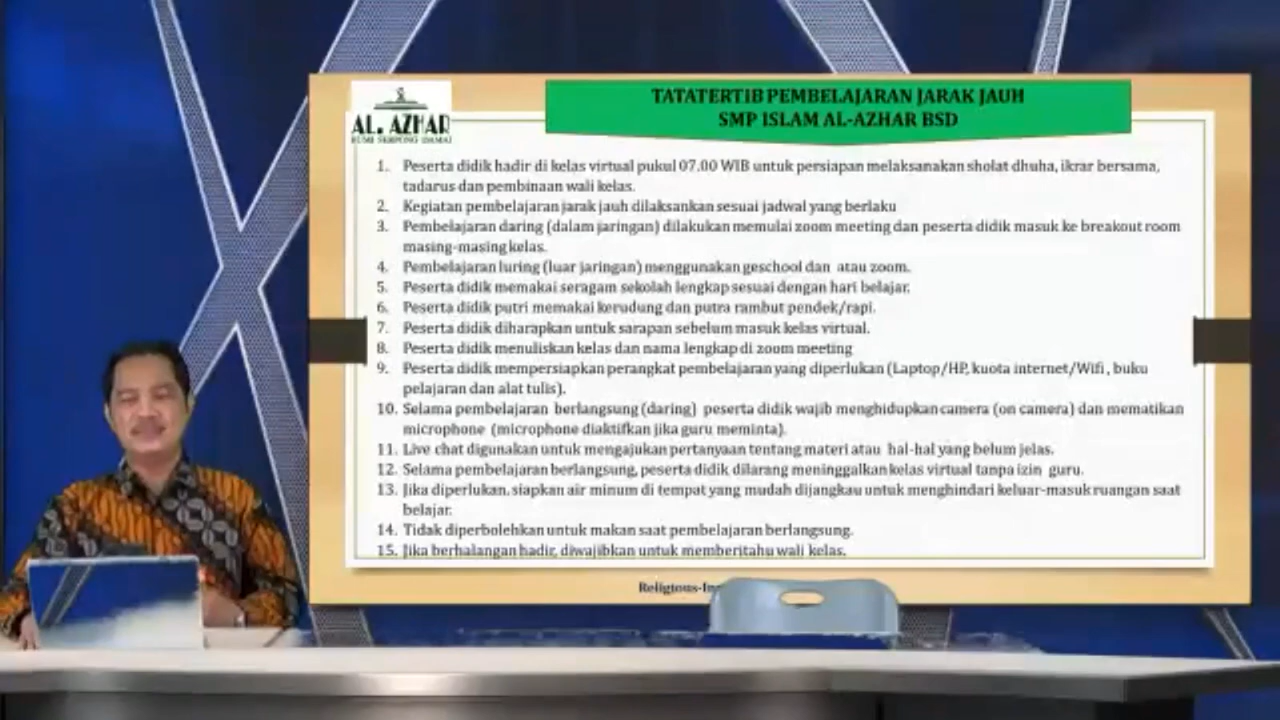 AL. AZHAR
BUMI SERPONG DAMAI
TATATERTIB PEMBELAJARAN JARAK JAUH
SMP ISLAM AL-AZHAR BSD
1. Peserta didik hadir di kelas virtual pukul 07.00 WIB untuk persiapan melaksanakan sholat dhuha, ikrar bersama,
tadarus dan pembinaan wali kelas.
2. Kegiatan pembelajaran jarak jauh dilaksankan sesuai jadwal yang berlaku
3. Pembelajaran daring (dalam jaringan) dilakukan memulai zoom meeting dan peserta didik masuk ke breakout room
masing-masing kelas.
4. Pembelajaran luring (luar jaringan) menggunakan geschool dan atau zoom.
5. Peserta didik memakai seragam sekolah lengkap sesuai dengan hari belajar.
6. Peserta didik putri memakai kerudung dan putra rambut pendek/rapi.
7. Peserta didik diharapkan untuk sarapan sebelum masuk kelas virtual.
8. Peserta didik menuliskan kelas dan nama lengkap di zoom meeting
9. Peserta didik mempersiapkan perangkat pembelajaran yang diperlukan (Laptop/HP, kuota internet/Wifi , buku
pelajaran dan alat tulis).
10. Selama pembelajaran berlangsung (daring) peserta didik wajib menghidupkan camera (on camera) dan mematikan
microphone (microphone diaktifkan jika guru meminta).
11. Live chat digunakan untuk mengajukan pertanyaan tentang materi atau hal-hal yang belum jelas.
12. Selama pembelajaran berlangsung, peserta didik dilarang meninggalkan kelas virtual tanpa izin guru.
13. Jika diperlukan, siapkan air minum di tempat yang mudah dijangkau untuk menghindari keluar-masuk ruangan saat
belajar.
14. Tidak diperbolehkan untuk makan saat pembelajaran berlangsung.
15. Jika berhalangan hadir, diwajibkan untuk memberitahu wali kelas.
Religious-